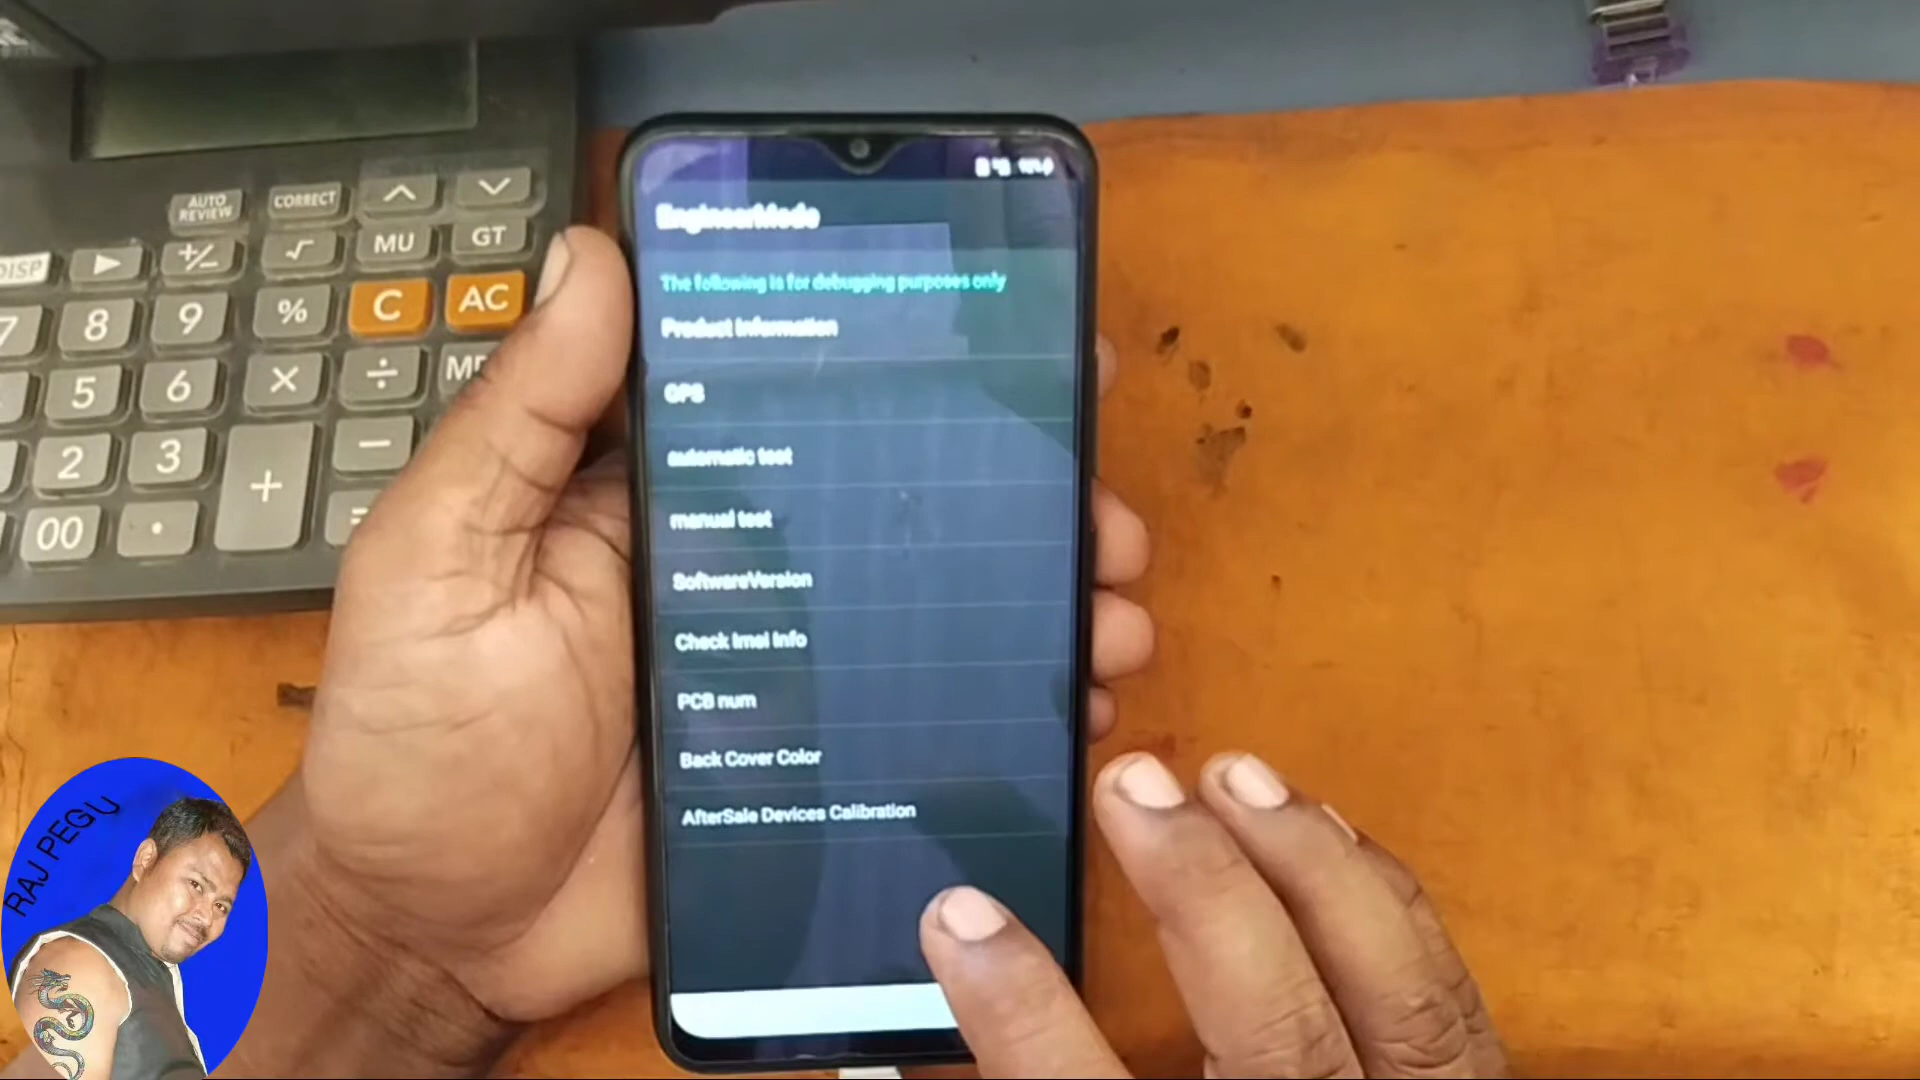 EngineerMode
The following is for debugging purposes only
Product Information
GPS
automatic test
manual test
SoftwareVersion
Check Imei Info
PCB num
Back Cover Color
AfterSale Devices Calibration
AUTO REVIEW
CORRECT
DISP
+/-
√
MU
GT
7
8
9
%
C
AC
5
6
×
÷
2
3
+
−
00
.
RAJ PEGU